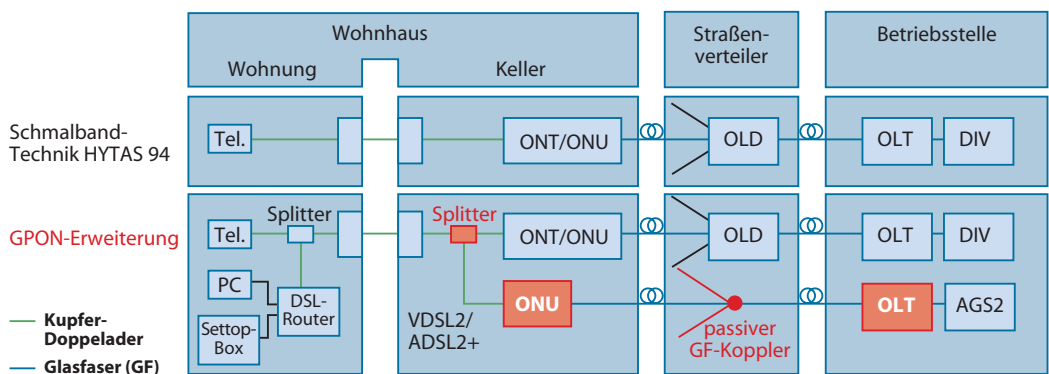 Wohnhaus
Wohnung
Keller
Straßen-
verteiler
Betriebsstelle
Schmalband-
Technik HYTAS 94
Tel.
ONT/ONU
OLD
OLT
DIV
GPON-Erweiterung
Tel.
Splitter
Splitter
ONT/ONU
OLD
OLT
DIV
PC
DSL-
Router
Settop-
Box
VDSL2/
ADSL2+
ONU
passiver
GF-Koppler
OLT
AGS2
Kupfer-
Doppelader
Glasfaser (GF)